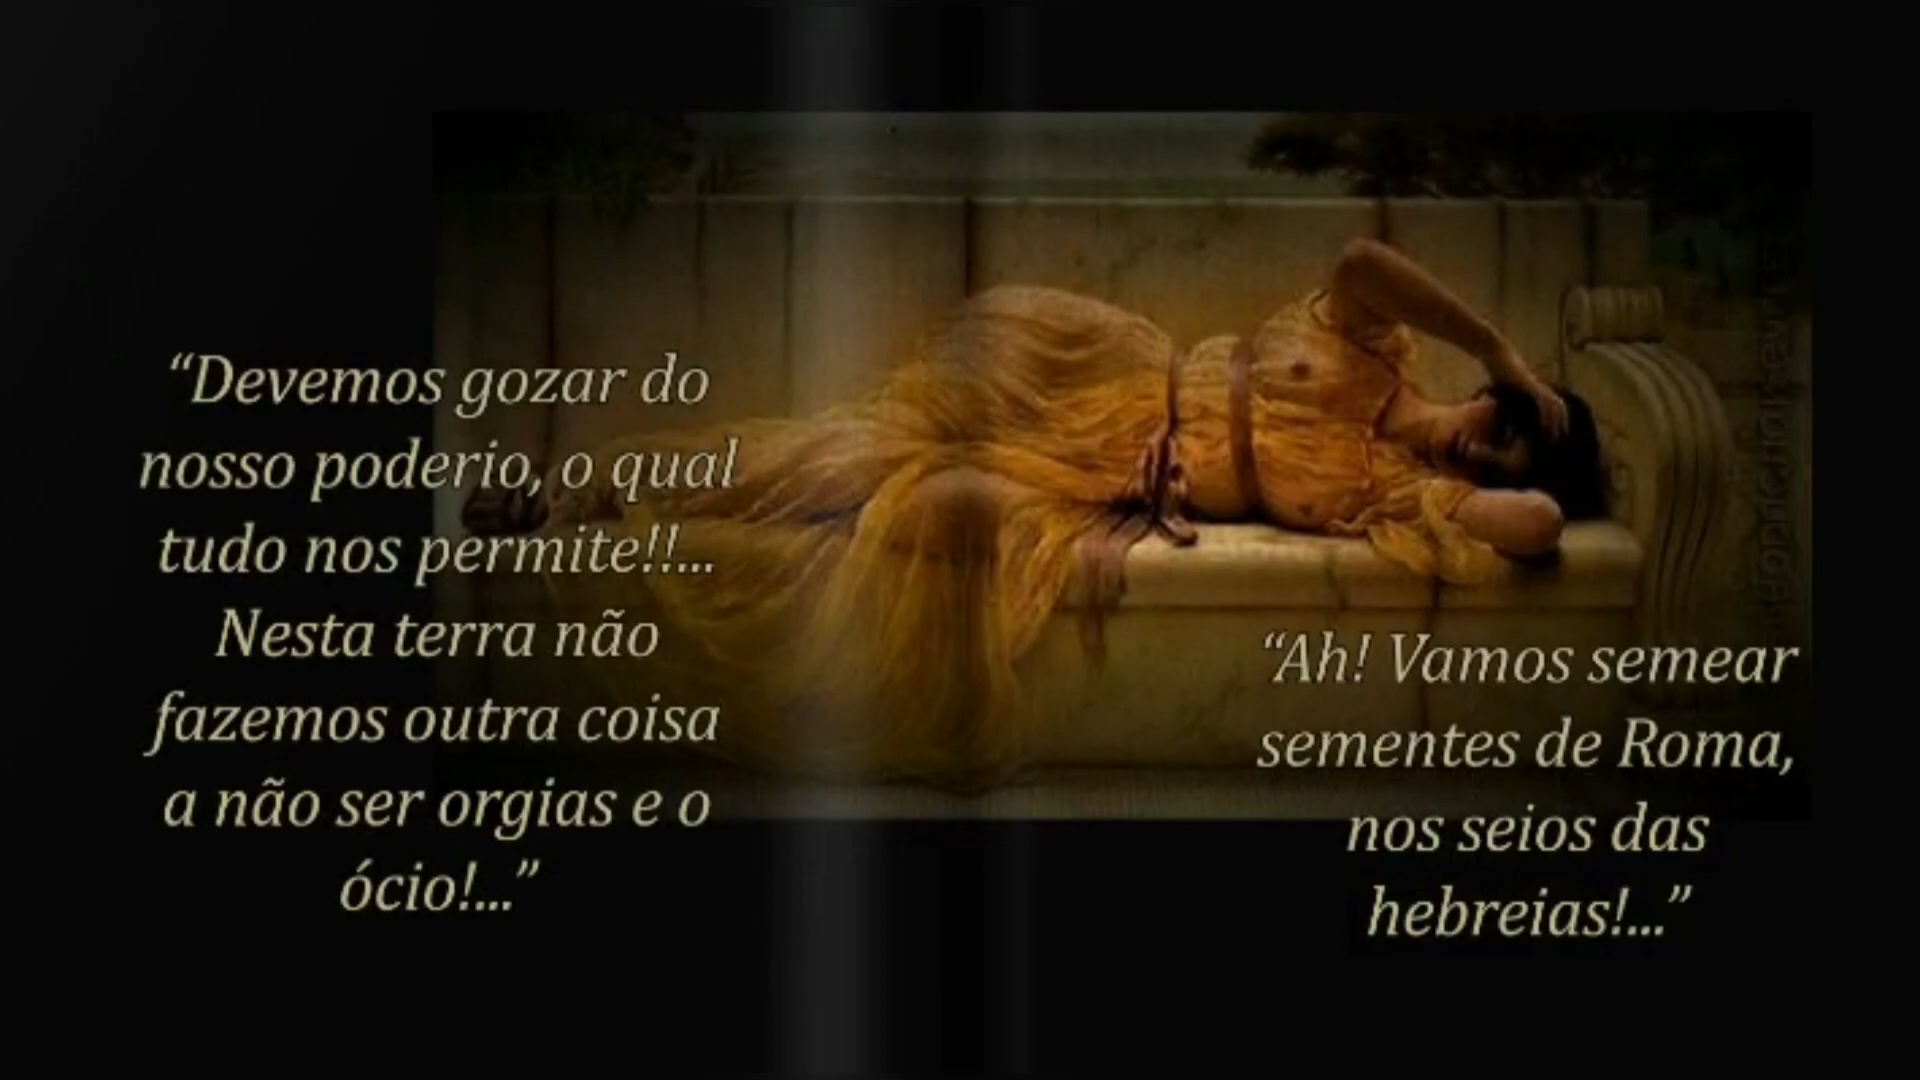 “Devemos gozar do
nosso poderio, o qual
tudo nos permite!!...
Nesta terra não
fazemos outra coisa
a não ser orgias e o
ócio!...”
“Ah! Vamos semear
sementes de Roma,
nos seios das
hebreias!...”